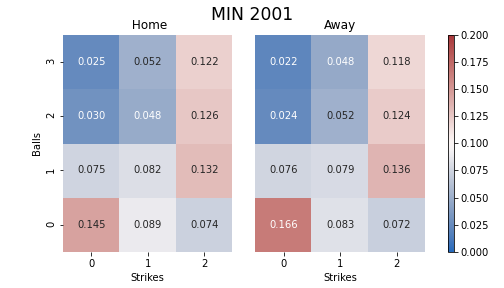 MIN 2001
Home Away
3 0.025 0.052 0.122 0.022 0.048 0.118
2 0.030 0.048 0.126 0.024 0.052 0.124
1 0.075 0.082 0.132 0.076 0.079 0.136
0 0.145 0.089 0.074 0.166 0.083 0.072
Balls
0 1 2 0 1 2
Strikes Strikes
0.200
0.175
0.150
0.125
0.100
0.075
0.050
0.025
0.000